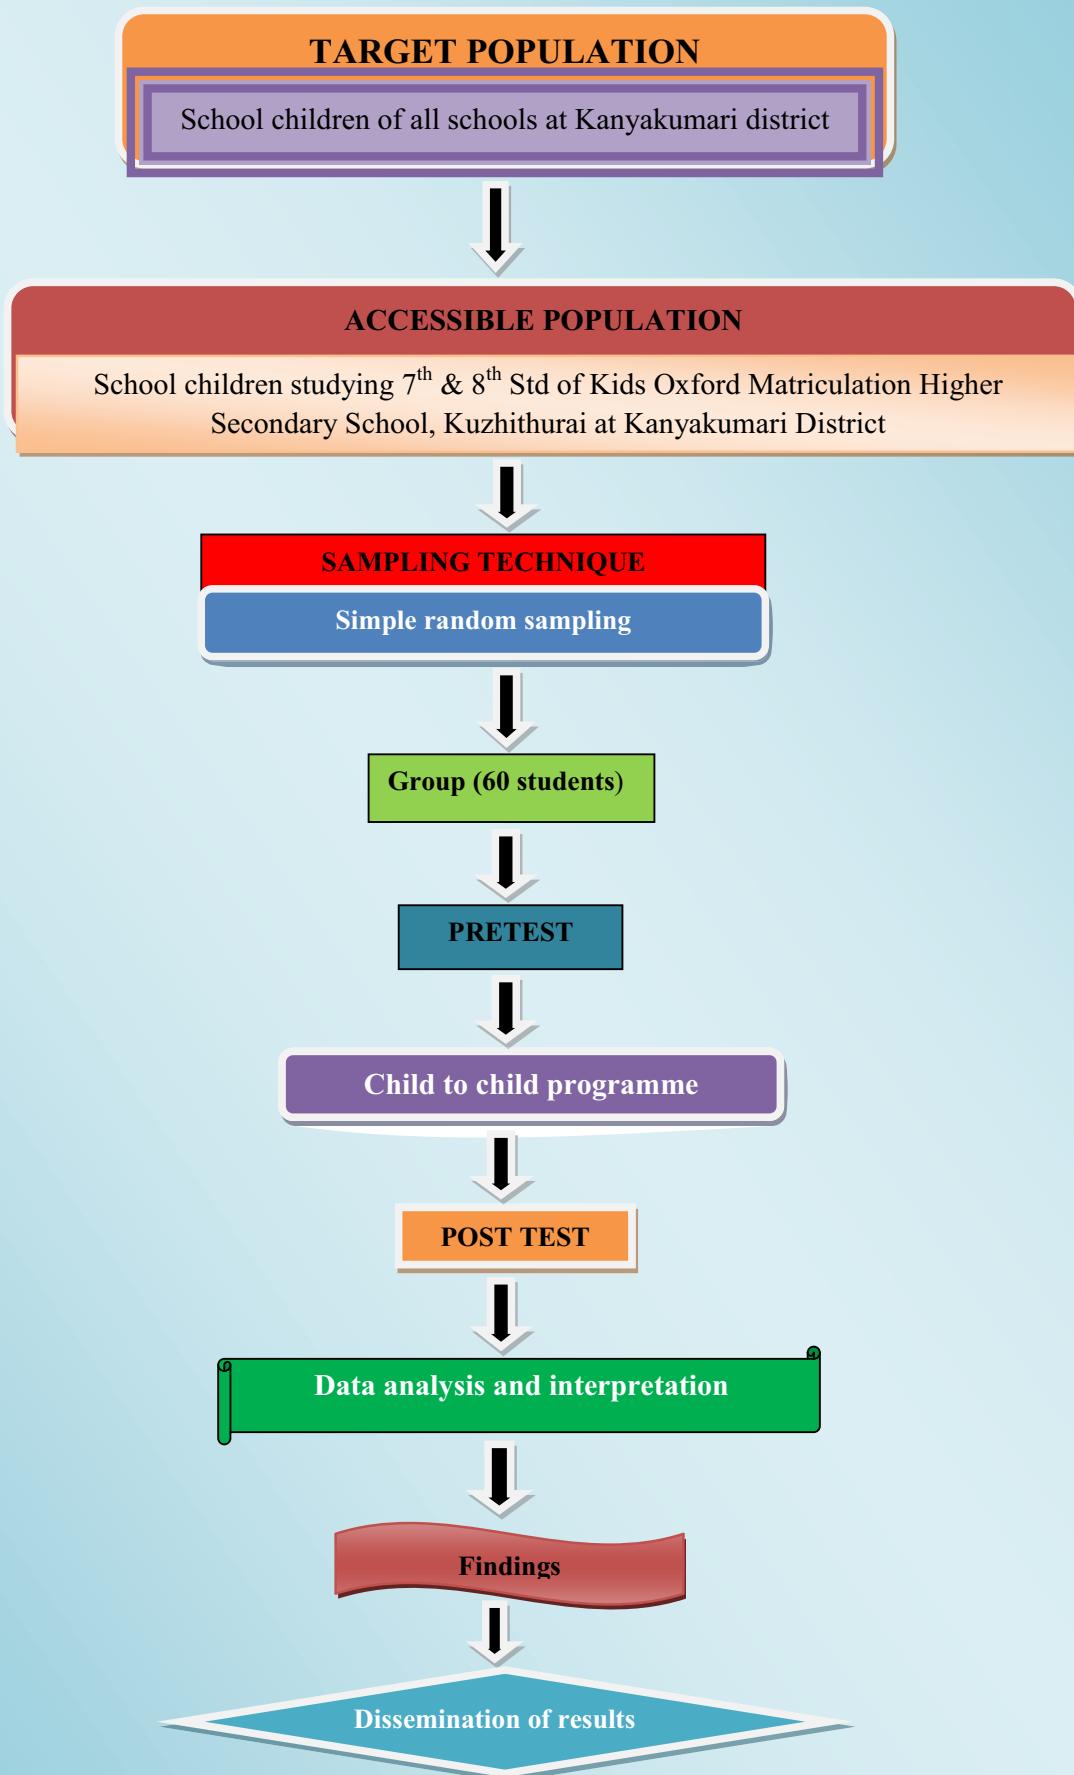 TARGET POPULATION
School children of all schools at Kanyakumari district
ACCESSIBLE POPULATION
School children studying 7th & 8th Std of Kids Oxford Matriculation Higher
Secondary School, Kuzhithurai at Kanyakumari District
SAMPLING TECHNIQUE
Simple random sampling
Group (60 students)
PRETEST
Child to child programme
POST TEST
Data analysis and interpretation
Findings
Dissemination of results